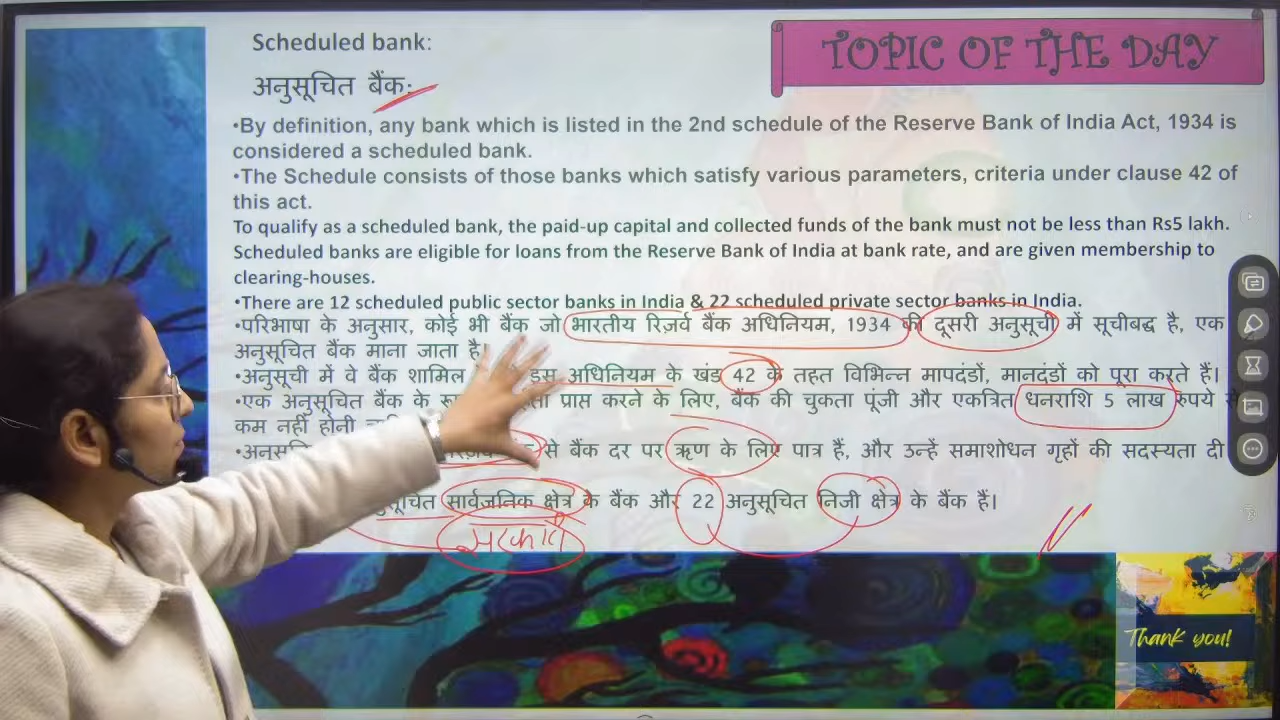 Scheduled bank:
TOPIC OF THE DAY
अनुसूचित बैंक:
•By definition, any bank which is listed in the 2nd schedule of the Reserve Bank of India Act, 1934 is
considered a scheduled bank.
•The Schedule consists of those banks which satisfy various parameters, criteria under clause 42 of
this act.
To qualify as a scheduled bank, the paid-up capital and collected funds of the bank must not be less than Rs5 lakh.
Scheduled banks are eligible for loans from the Reserve Bank of India at bank rate, and are given membership to
clearing-houses.
•There are 12 scheduled public sector banks in India & 22 scheduled private sector banks in India.
•परिभाषा के अनुसार, कोई भी बैंक जो भारतीय रिज़र्व बैंक अधिनियम, 1934 की दूसरी अनुसूची में सूचीबद्ध है, एक
अनुसूचित बैंक माना जाता है
•अनुसूची में वे बैंक शामिल इस अधिनियम के खंड 42 के तहत विभिन्न मापदंडों, मानदंडों को पूरा करते हैं।
•एक अनुसूचित बैंक के प्राप्त करने के लिए, बैंक की चुकता पूंजी और एकत्रित धनराशि 5 लाख रुपये
कम नहीं होनी
से बैंक दर पर ऋण के लिए पात्र हैं, और उन्हें समाशोधन गृहों की सदस्यता दी
सार्वजनिक क्षेत्र के बैंक और 22 अनुसूचित निजी क्षेत्र के बैंक हैं।
Thank you!